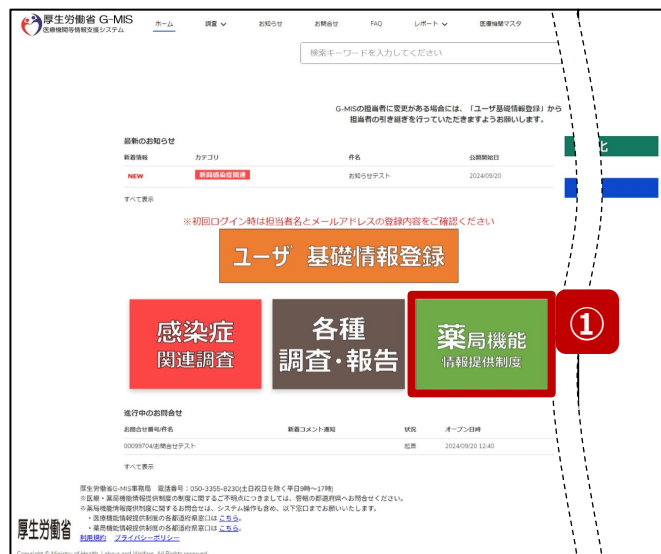 厚生労働省 G-MIS
医療機関等情報支援システム
ホーム 調査 お知らせ お問合せ FAQ レポート 医療機関マスタ
検索キーワードを入力してください
G-MISの担当者に変更がある場合には、「ユーザ基礎情報登録」から
担当者の引き継ぎを行っていただきますようお願いします。
化
最新のお知らせ
新着情報 カテゴリ 件名 公開開始日
NEW 新興感染症関連 お知らせテスト 2024/09/20
すべて表示
※初回ログイン時は担当者名とメールアドレスの登録内容をご確認ください
ユーザ 基礎情報登録
感染症
関連調査
各種
調査・報告
薬局機能
情報提供制度
①
進行中のお問合せ
お問合せ番号/件名 新着コメント通知 状況 オープン日時
00099704/お問合せテスト 起票 2024/09/20 12:40
すべて表示
厚生労働省G-MIS事務局 電話番号：050-3355-8230(土日祝日を除く平日9時～17時)
※医療・薬局機能情報提供制度の制度に関するご不明点につきましては、管轄の都道府県へお問合せください。
※薬局機能情報提供制度に関するお問合せは、システム操作も含め、以下窓口までお願いいたします。
・医療機能情報提供制度の各都道府県窓口は こちら。
・薬局機能情報提供制度の各都道府県窓口は こちら。
厚生労働省
利用規約 プライバシーポリシー
Copyright © Ministry of Health, Labour and Welfare, All Rights reserved.